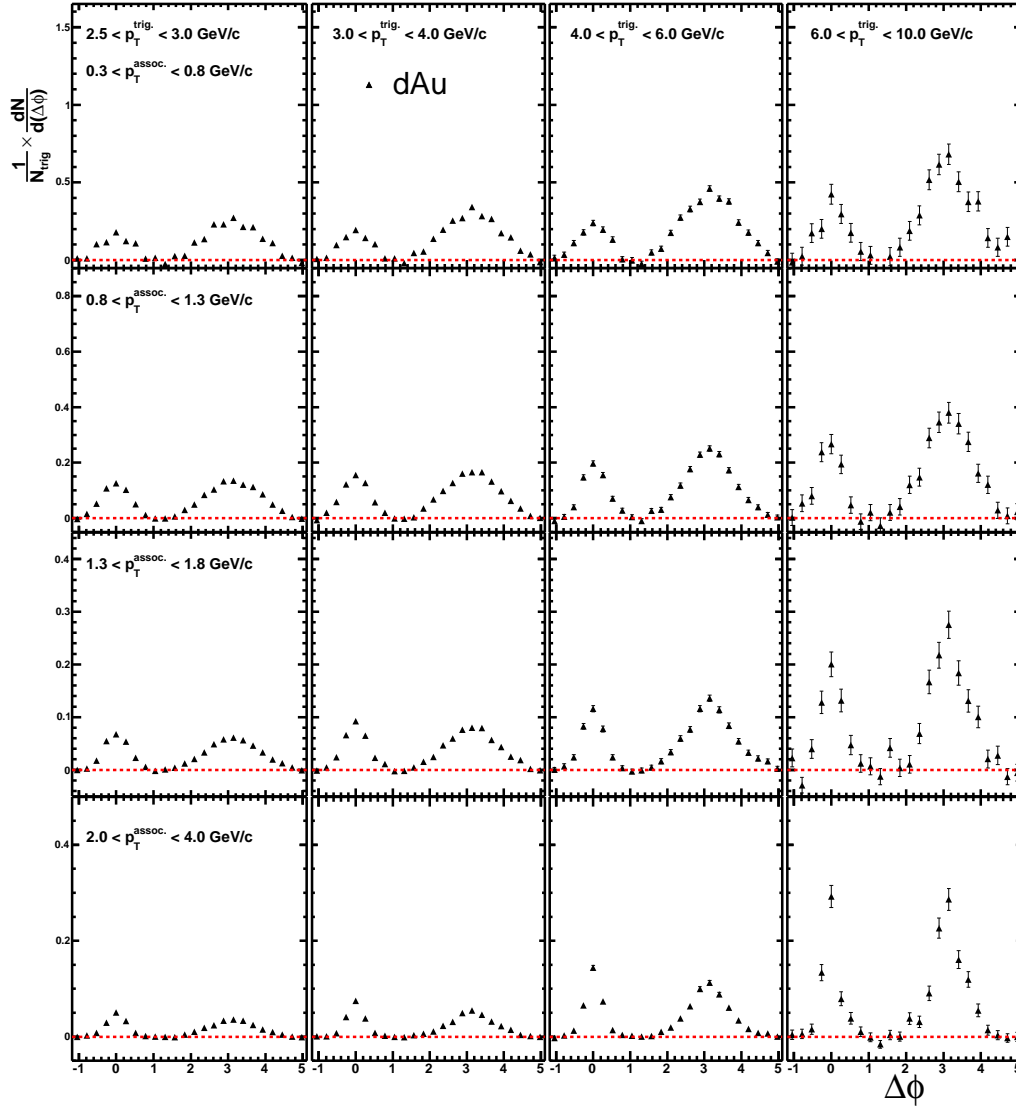 2.5 < p_T^trig. < 3.0 GeV/c
3.0 < p_T^trig. < 4.0 GeV/c
4.0 < p_T^trig. < 6.0 GeV/c
6.0 < p_T^trig. < 10.0 GeV/c
0.3 < p_T^assoc. < 0.8 GeV/c
dAu
1/N_trig × dN/d(Δϕ)
1.5
1
0.5
0
0.8 < p_T^assoc. < 1.3 GeV/c
0.8
0.6
0.4
0.2
0
1.3 < p_T^assoc. < 1.8 GeV/c
0.4
0.3
0.2
0.1
0
2.0 < p_T^assoc. < 4.0 GeV/c
0.4
0.2
0
-1 0 1 2 3 4 5 -1 0 1 2 3 4 5 -1 0 1 2 3 4 5 -1 0 1 2 3 4 5
Δϕ